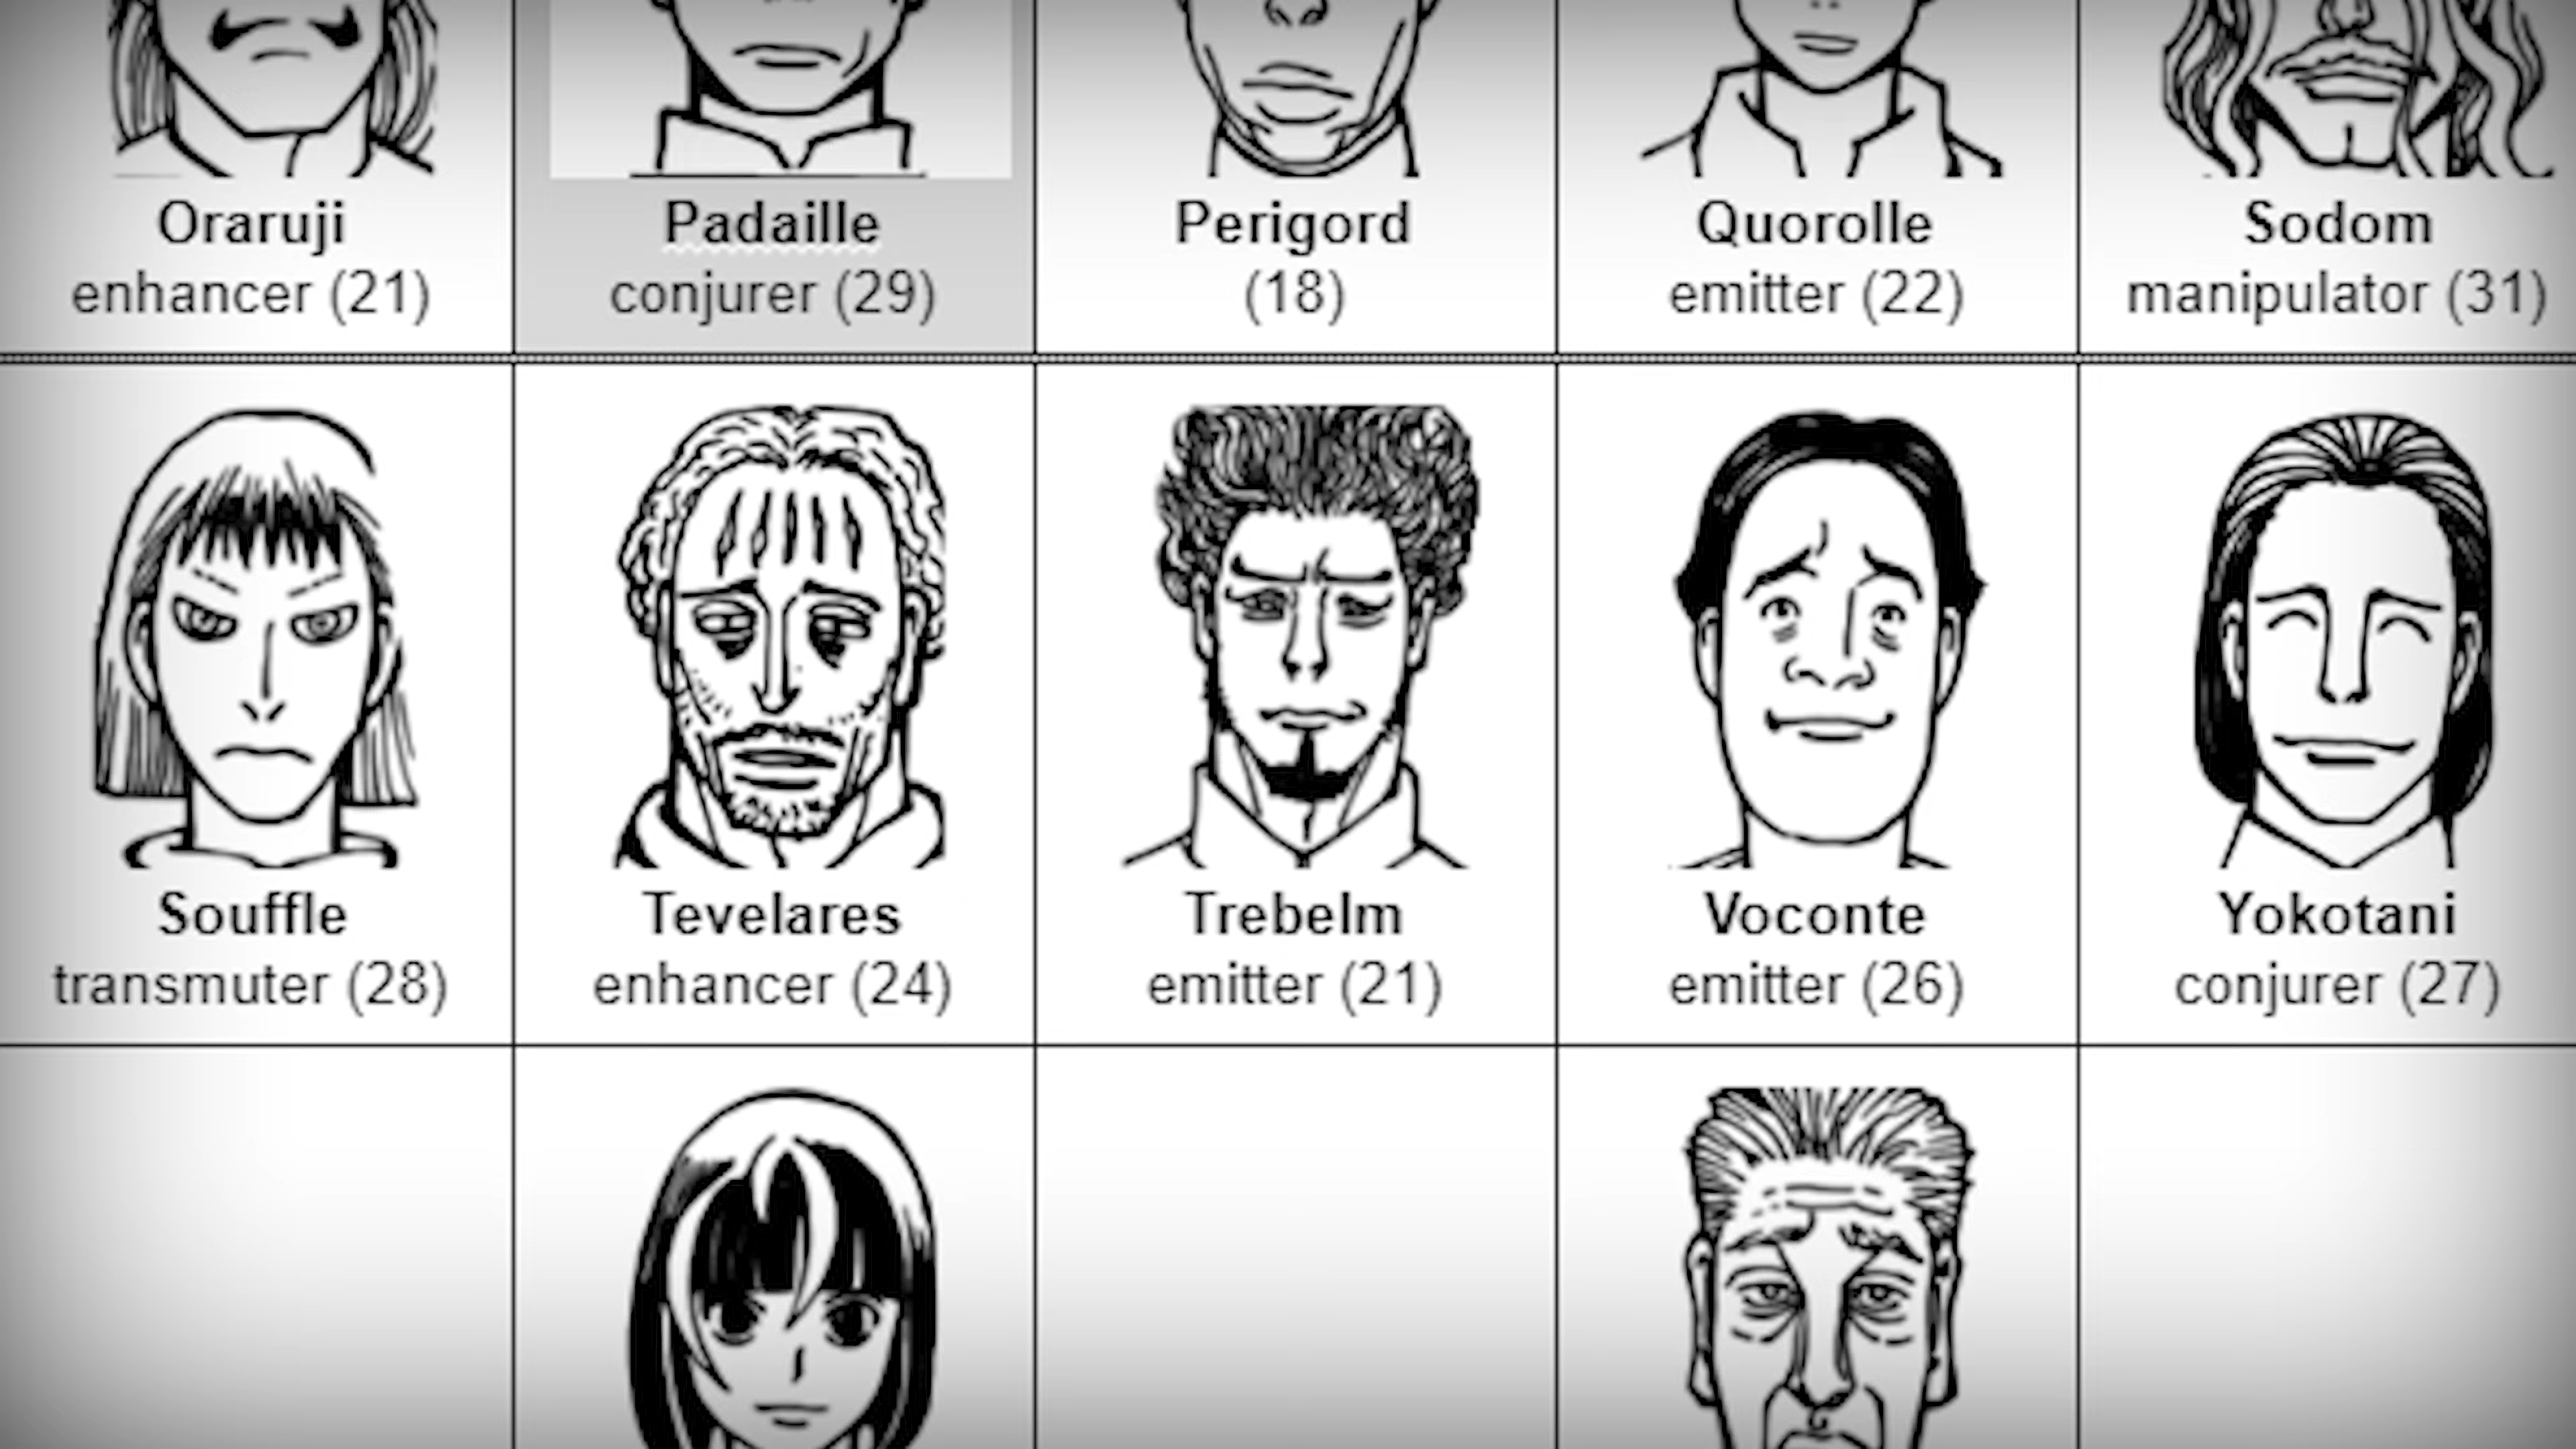 Oraruji
enhancer (21)
Padaille
conjurer (29)
Perigord
(18)
Quorolle
emitter (22)
Sodom
manipulator (31)
Souffle
transmuter (28)
Tevelares
enhancer (24)
Trebelm
emitter (21)
Voconte
emitter (26)
Yokotani
conjurer (27)